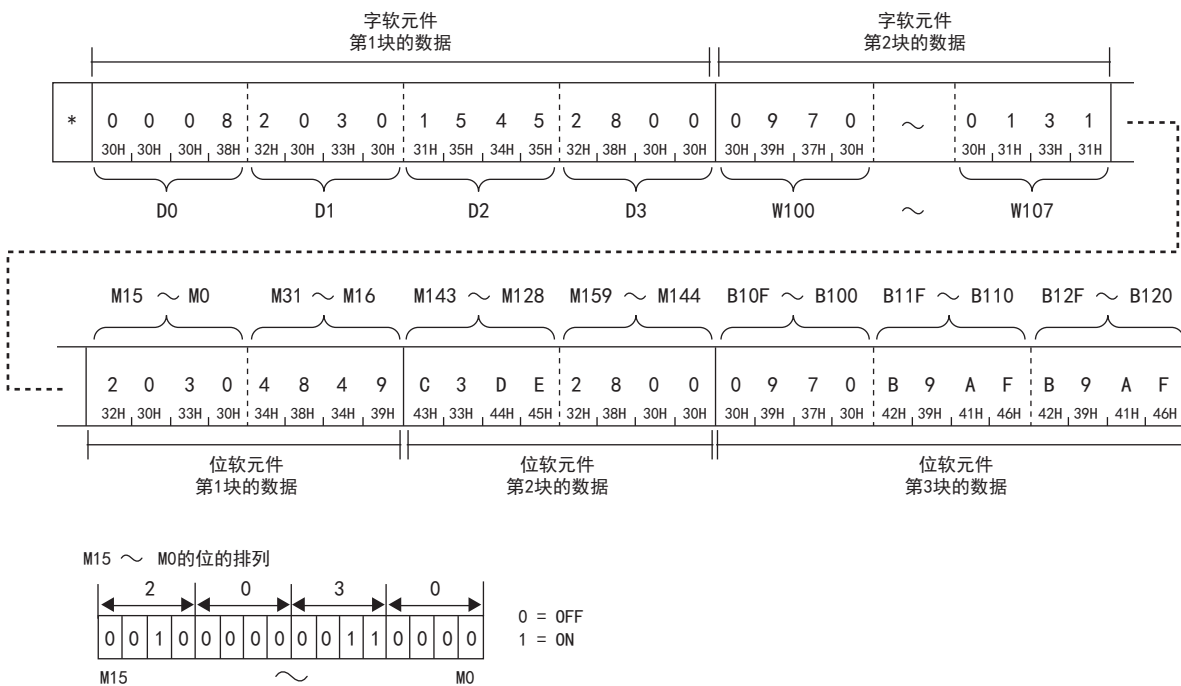 字软元件 字软元件
第1块的数据 第2块的数据
* 0 0 0 8 2 0 3 0 1 5 4 5 2 8 0 0 0 9 7 0 ～ 0 1 3 1
30H 30H 30H 38H 32H 30H 33H 30H 31H 35H 34H 35H 32H 38H 30H 30H 30H 39H 37H 30H 30H 31H 33H 31H
D0 D1 D2 D3 W100 ～ W107
M15 ～ M0 M31 ～ M16 M143 ～ M128 M159 ～ M144 B10F ～ B100 B11F ～ B110 B12F ～ B120
2 0 3 0 4 8 4 9 C 3 D E 2 8 0 0 0 9 7 0 B 9 A F B 9 A F
32H 30H 33H 30H 34H 38H 34H 39H 43H 33H 44H 45H 32H 38H 30H 30H 30H 39H 37H 30H 42H 39H 41H 46H 42H 39H 41H 46H
位软元件 位软元件 位软元件
第1块的数据 第2块的数据 第3块的数据
M15 ～ M0的位的排列
2 0 3 0
0 0 1 0 0 0 0 0 0 0 1 1 0 0 0 0
0 = OFF
1 = ON
M15 ～ M0